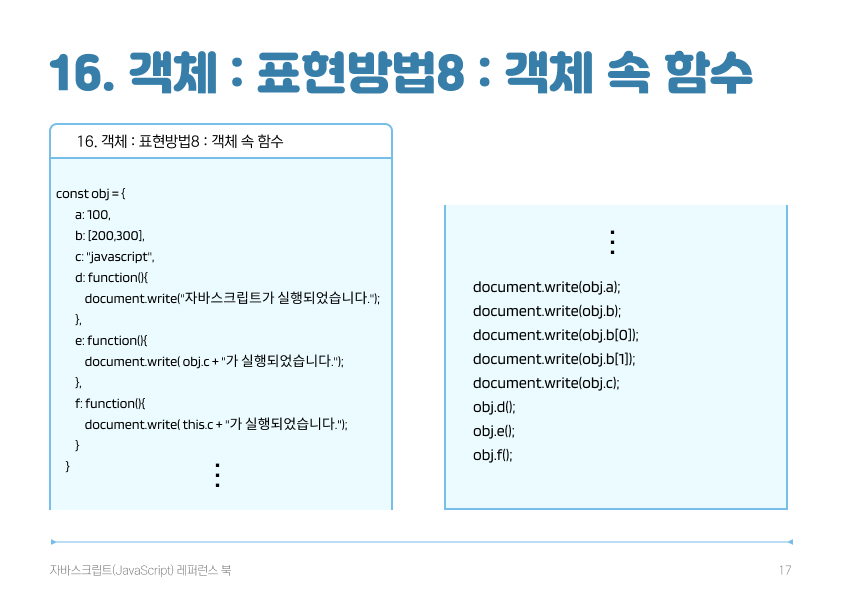 16. 객체 : 표현방법8 : 객체 속 함수
16. 객체 : 표현방법8 : 객체 속 함수
const obj = {
a: 100,
b: [200,300],
c: "javascript",
d: function(){
document.write("자바스크립트가 실행되었습니다.");
},
e: function(){
document.write( obj.c + "가 실행되었습니다.");
},
f: function(){
document.write( this.c + "가 실행되었습니다.");
}
}
⋮
⋮
document.write(obj.a);
document.write(obj.b);
document.write(obj.b[0]);
document.write(obj.b[1]);
document.write(obj.c);
obj.d();
obj.e();
obj.f();
자바스크립트(JavaScript) 레퍼런스 북
17